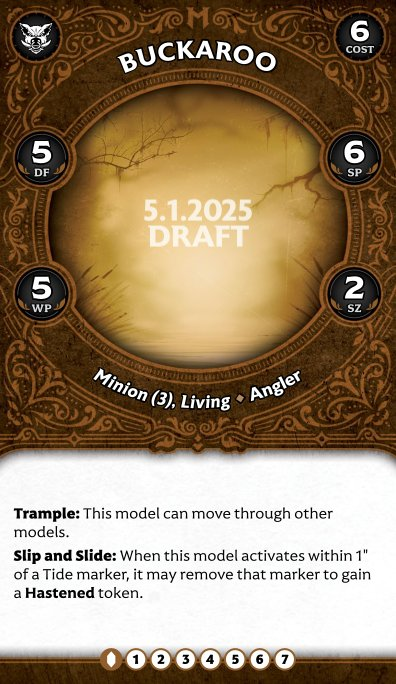 BUCKAROO
6
COST
5
DF
6
SP
5.1.2025
DRAFT
5
WP
2
SZ
Minion (3), Living ♦ Angler
Trample: This model can move through other
models.
Slip and Slide: When this model activates within 1"
of a Tide marker, it may remove that marker to gain
a Hastened token.
1 2 3 4 5 6 7